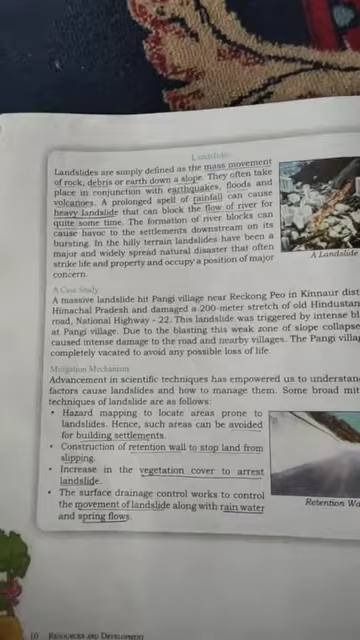 Landslide
Landslides are simply defined as the mass movement
of rock, debris or earth down a slope. They often take
place in conjunction with earthquakes, floods and
volcanoes. A prolonged spell of rainfall can cause
heavy landslide that can block the flow of river for
quite some time. The formation of river blocks can
cause havoc to the settlements downstream on its
bursting. In the hilly terrain landslides have been a
major and widely spread natural disaster that often
strike life and property and occupy a position of major
concern.
A Landslide
A Case Study
A massive landslide hit Pangi village near Reckong Peo in Kinnaur dist
Himachal Pradesh and damaged a 200-meter stretch of old Hindustan
road, National Highway - 22. This landslide was triggered by intense bl
at Pangi village. Due to the blasting this weak zone of slope collapse
caused intense damage to the road and nearby villages. The Pangi villa
completely vacated to avoid any possible loss of life
Mitigation Mechanism
Advancement in scientific techniques has empowered us to understan
factors cause landslides and how to manage them. Some broad mit
techniques of landslide are as follows:
• Hazard mapping to locate areas prone to
landslides. Hence, such areas can be avoided
for building settlements.
• Construction of retention wall to stop land from
slipping.
• Increase in the vegetation cover to arrest
landslide.
• The surface drainage control works to control
the movement of landslide along with rain water
and spring flows.
Retention Wa
10 Resources and Development